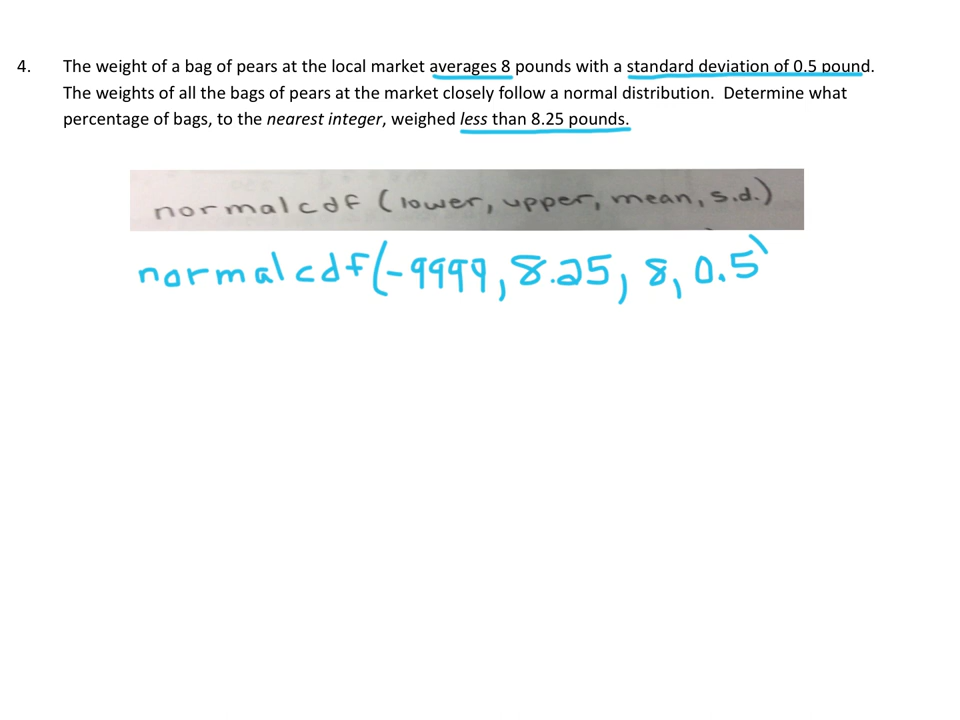 4. The weight of a bag of pears at the local market averages 8 pounds with a standard deviation of 0.5 pound.
The weights of all the bags of pears at the market closely follow a normal distribution. Determine what
percentage of bags, to the nearest integer, weighed less than 8.25 pounds.
normalcdf (lower, upper, mean, s.d.)
normalcdf(-9999, 8.25, 8, 0.5)